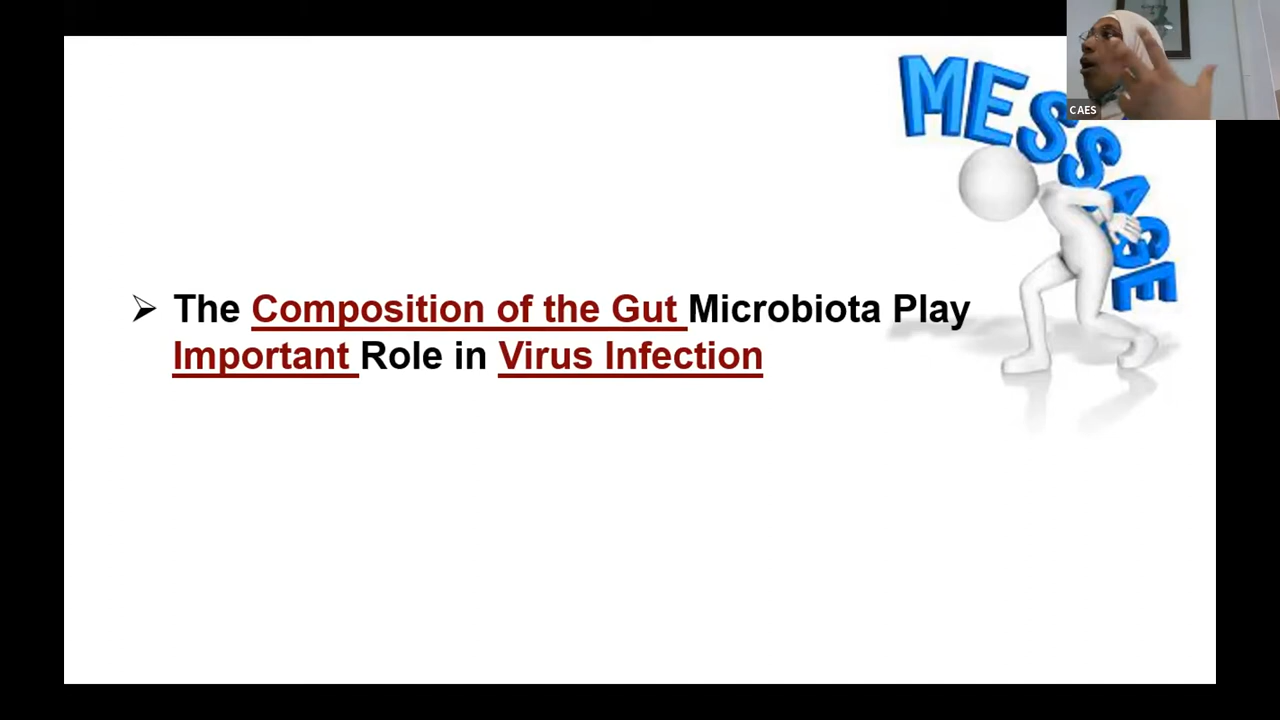 MESSAGE
CAES
➢ The Composition of the Gut Microbiota Play
Important Role in Virus Infection